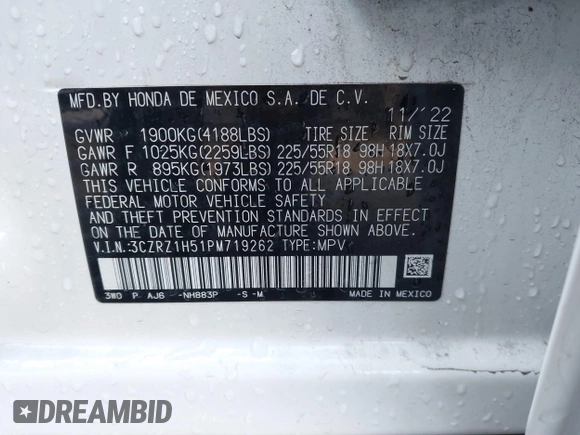 MFD.BY HONDA DE MEXICO S.A. DE C.V.
11/'22
GVWR 1900KG(4188LBS) TIRE SIZE RIM SIZE
GAWR F 1025KG(2259LBS) 225/55R18 98H 18X7.0J
GAWR R 895KG(1973LBS) 225/55R18 98H 18X7.0J
THIS VEHICLE CONFORMS TO ALL APPLICABLE
FEDERAL MOTOR VEHICLE SAFETY
AND THEFT PREVENTION STANDARDS IN EFFECT
ON THE DATE OF MANUFACTURE SHOWN ABOVE.
V.I.N.:3CZRZ1H51PM719262 TYPE:MPV
3W0 P AJ6 -NH883P -S -M MADE IN MEXICO
DREAMBID